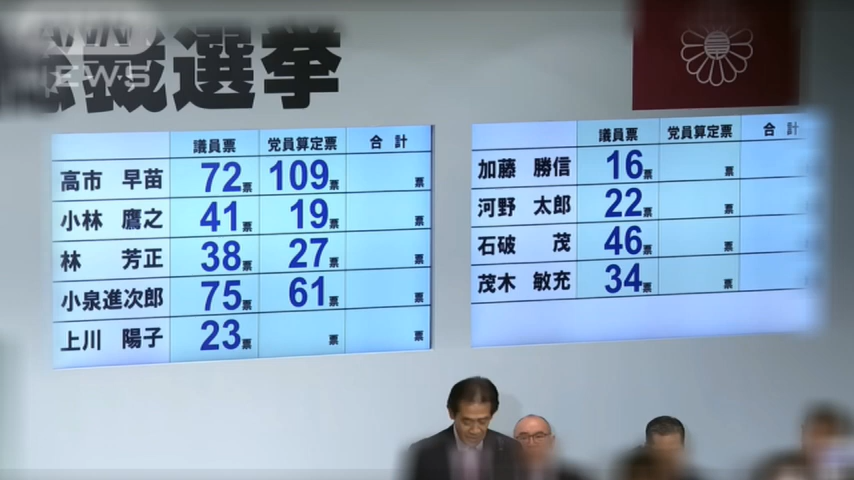 ANN
NEWS
総裁選挙
議員票 党員算定票 合計
高市 早苗 72票 109票 票
小林 鷹之 41票 19票 票
林 芳正 38票 27票 票
小泉進次郎 75票 61票 票
上川 陽子 23票 票 票
議員票 党員算定票 合計
加藤 勝信 16票 票
河野 太郎 22票 票
石破 茂 46票 票
茂木 敏充 34票 票